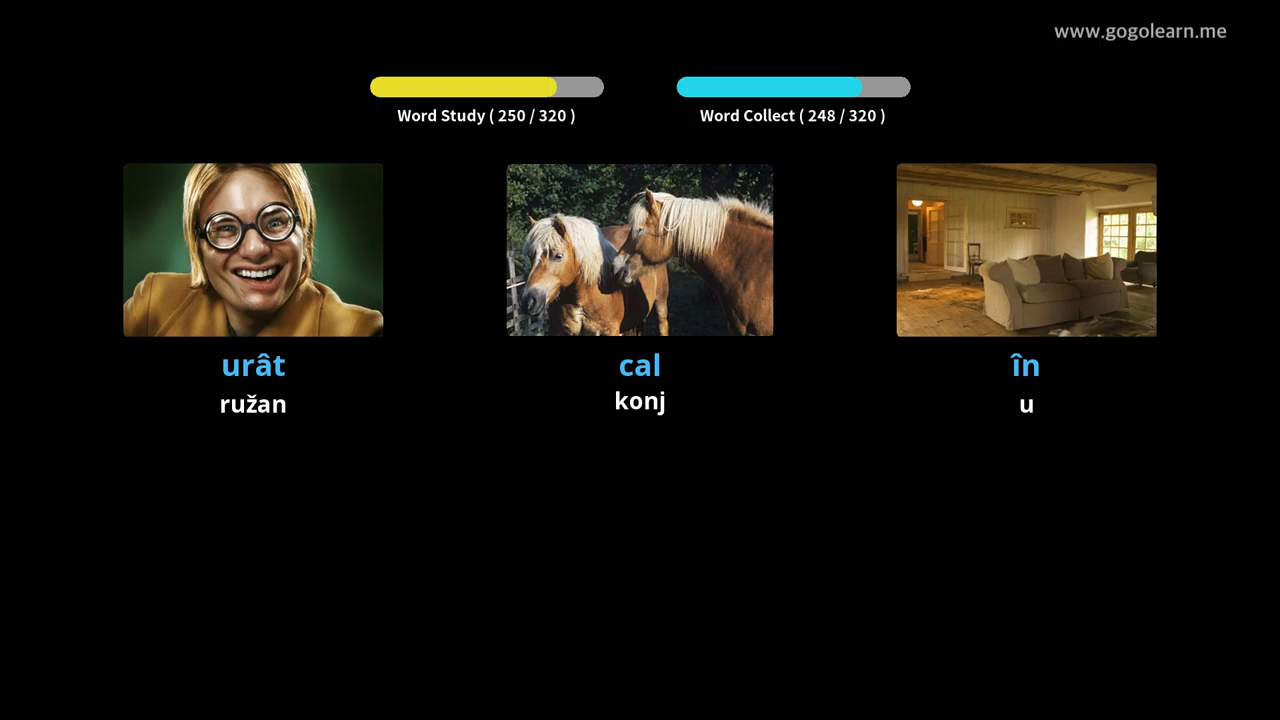 www.gogolearn.me
Word Study ( 250 / 320 )
Word Collect ( 248 / 320 )
urât
cal
în
ružan
konj
u